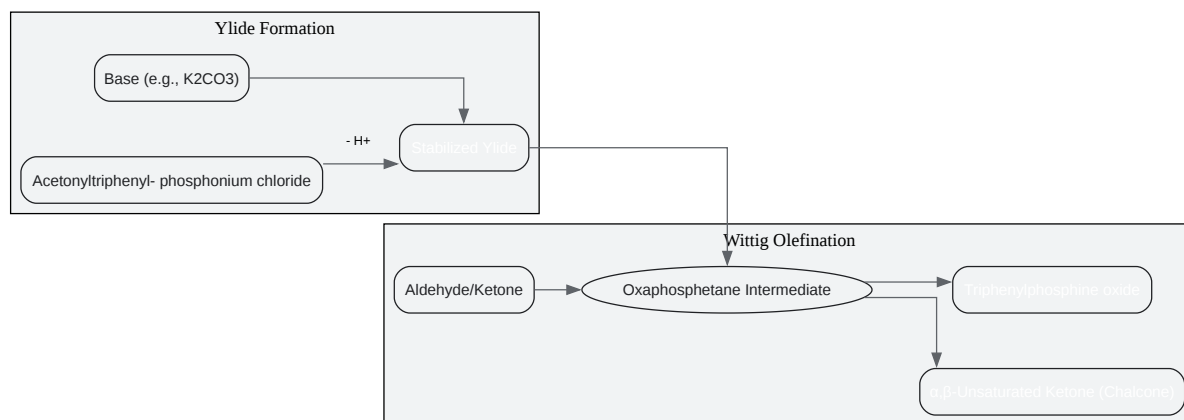 Ylide Formation
Base (e.g., K2CO3)
- H+
Stabilized Ylide
Acetonyltriphenyl- phosphonium chloride
Wittig Olefination
Aldehyde/Ketone
Oxaphosphetane Intermediate
Triphenylphosphine oxide
α,β-Unsaturated Ketone (Chalcone)